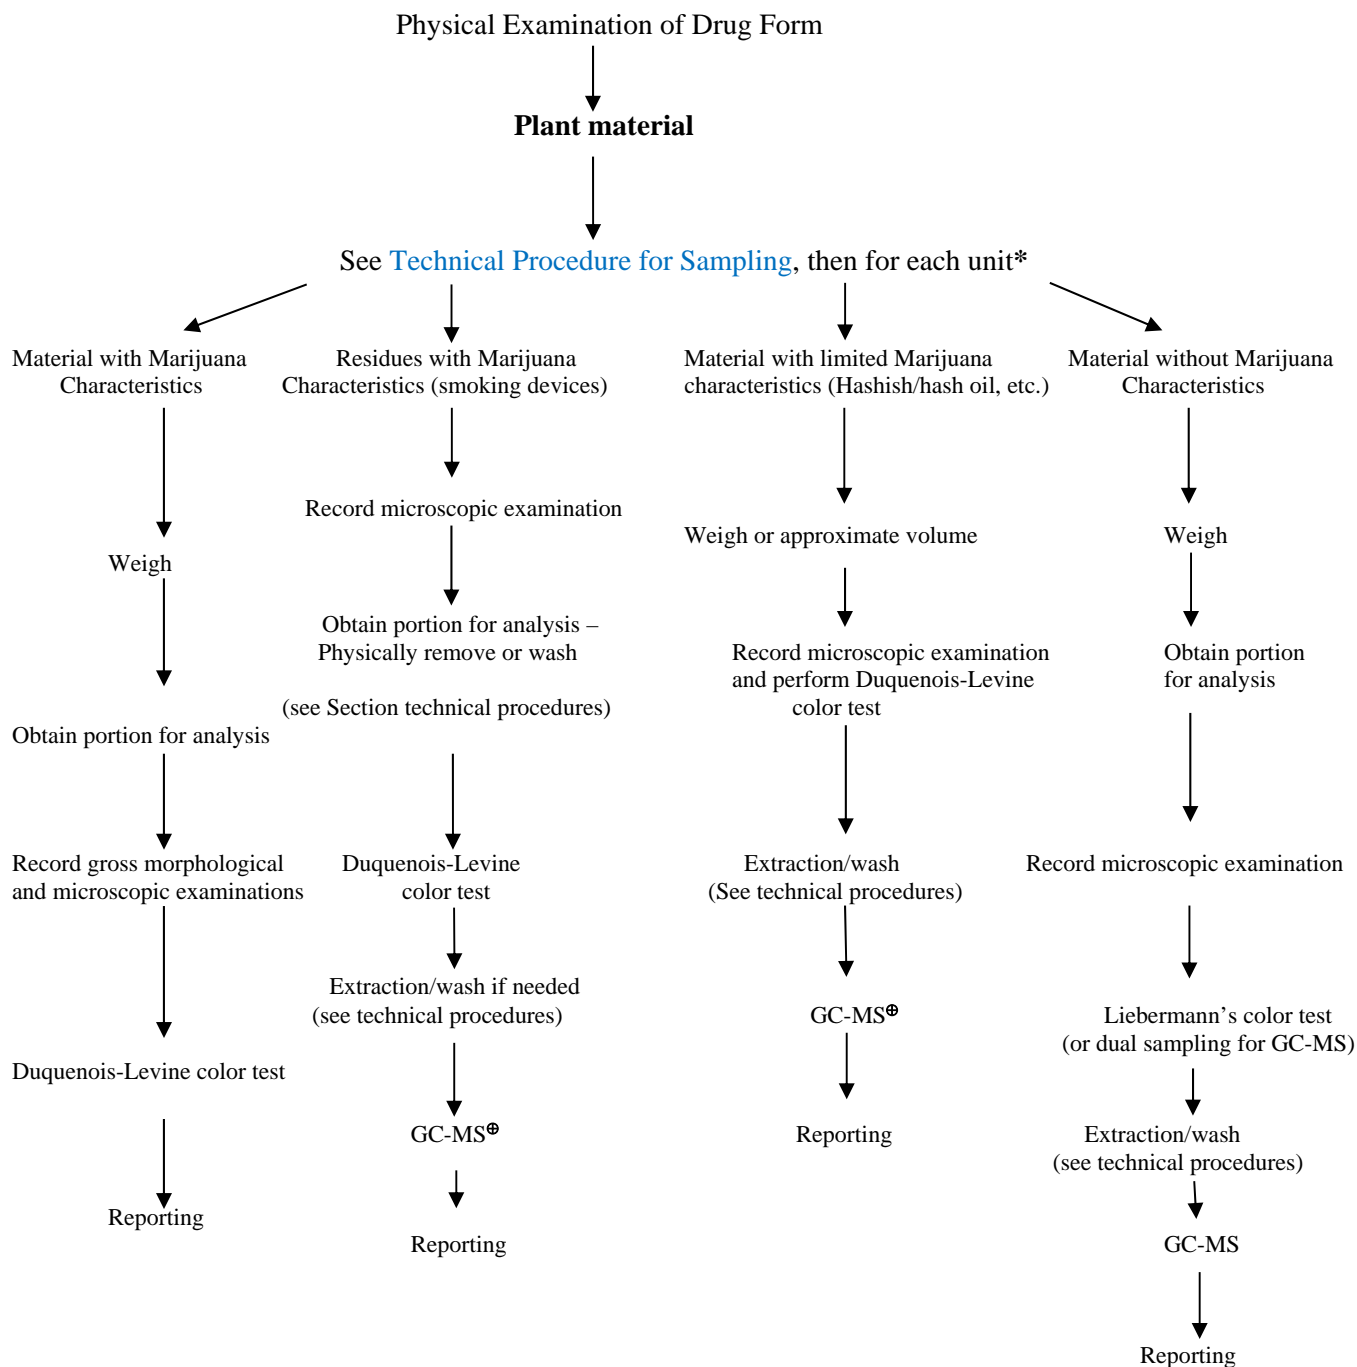 Physical Examination of Drug Form
Plant material
See Technical Procedure for Sampling, then for each unit*
Material with Marijuana
Characteristics
Weigh
Obtain portion for analysis
Record gross morphological
and microscopic examinations
Duquenois-Levine color test
Reporting
Residues with Marijuana
Characteristics (smoking devices)
Record microscopic examination
Obtain portion for analysis –
Physically remove or wash
(see Section technical procedures)
Duquenois-Levine
color test
Extraction/wash if needed
(see technical procedures)
GC-MS⊕
Reporting
Material with limited Marijuana
characteristics (Hashish/hash oil, etc.)
Weigh or approximate volume
Record microscopic examination
and perform Duquenois-Levine
color test
Extraction/wash
(See technical procedures)
GC-MS⊕
Reporting
Material without Marijuana
Characteristics
Weigh
Obtain portion
for analysis
Record microscopic examination
Liebermann’s color test
(or dual sampling for GC-MS)
Extraction/wash
(see technical procedures)
GC-MS
Reporting